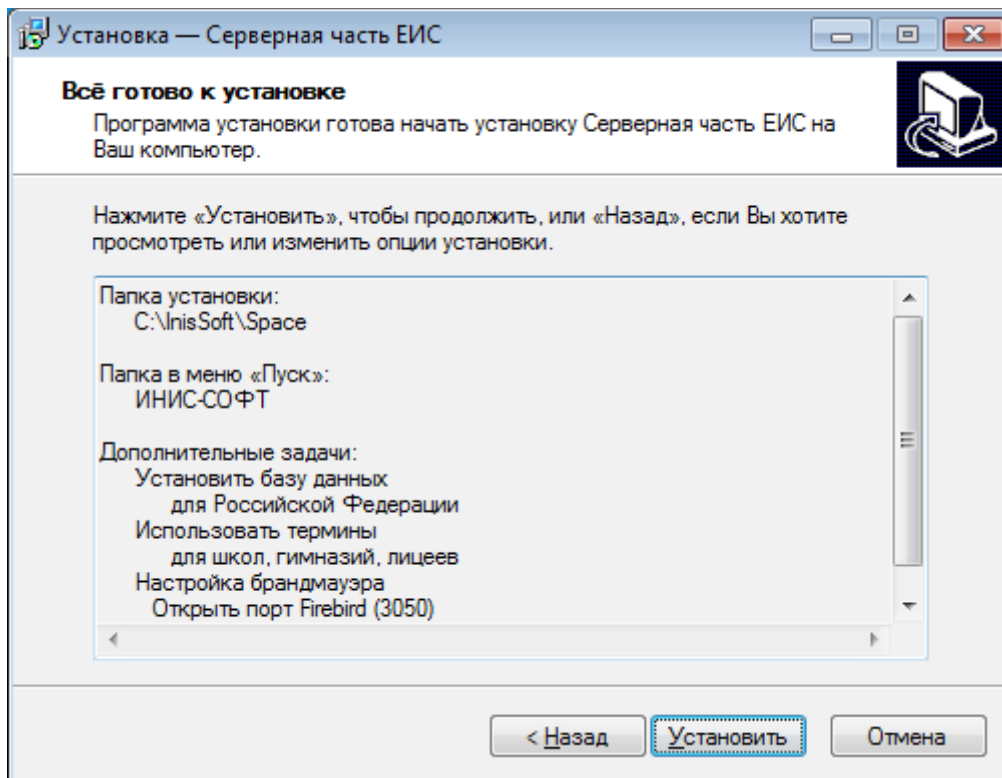 Установка — Серверная часть ЕИС
Всё готово к установке
Программа установки готова начать установку Серверная часть ЕИС на
Ваш компьютер.
Нажмите «Установить», чтобы продолжить, или «Назад», если Вы хотите
просмотреть или изменить опции установки.
Папка установки:
C:\InisSoft\Space
Папка в меню «Пуск»:
ИНИС-СОФТ
Дополнительные задачи:
Установить базу данных
для Российской Федерации
Использовать термины
для школ, гимназий, лицеев
Настройка брандмауэра
Открыть порт Firebird (3050)
< Назад
Установить
Отмена